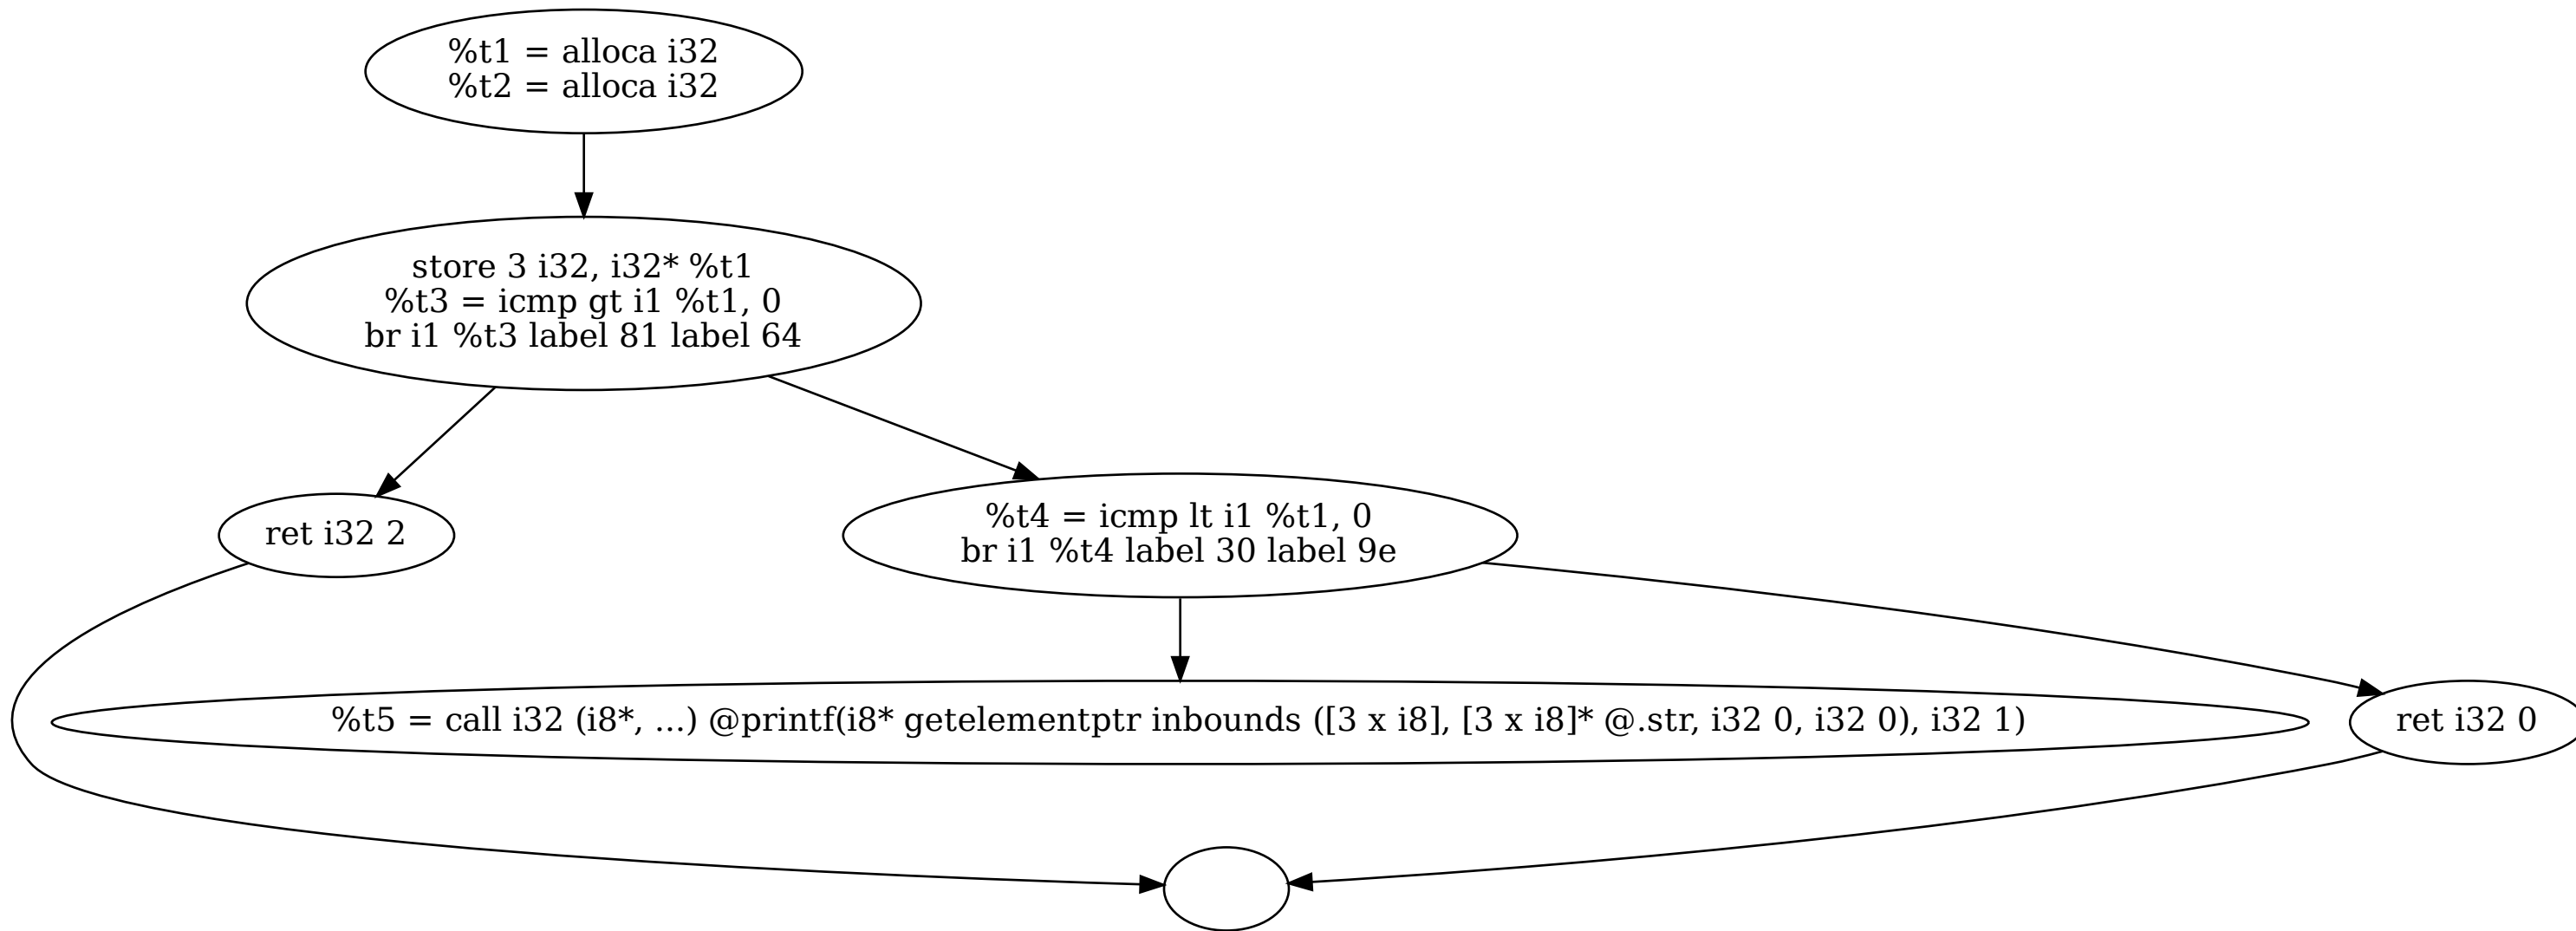 %t1 = alloca i32
%t2 = alloca i32
store 3 i32, i32* %t1
%t3 = icmp gt i1 %t1, 0
br i1 %t3 label 81 label 64
ret i32 2
%t4 = icmp lt i1 %t1, 0
br i1 %t4 label 30 label 9e
%t5 = call i32 (i8*, ...) @printf(i8* getelementptr inbounds ([3 x i8], [3 x i8]* @.str, i32 0, i32 0), i32 1)
ret i32 0